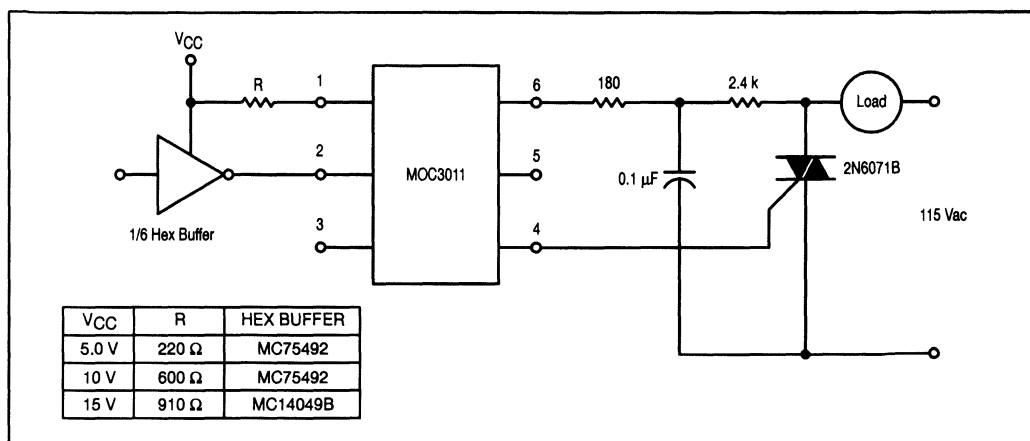 VCC
R
1
6
180
2.4 k
Load
2
MOC3011
5
0.1 µF
2N6071B
115 Vac
1/6 Hex Buffer
3
4
VCC R HEX BUFFER
5.0 V 220 Ω MC75492
10 V 600 Ω MC75492
15 V 910 Ω MC14049B